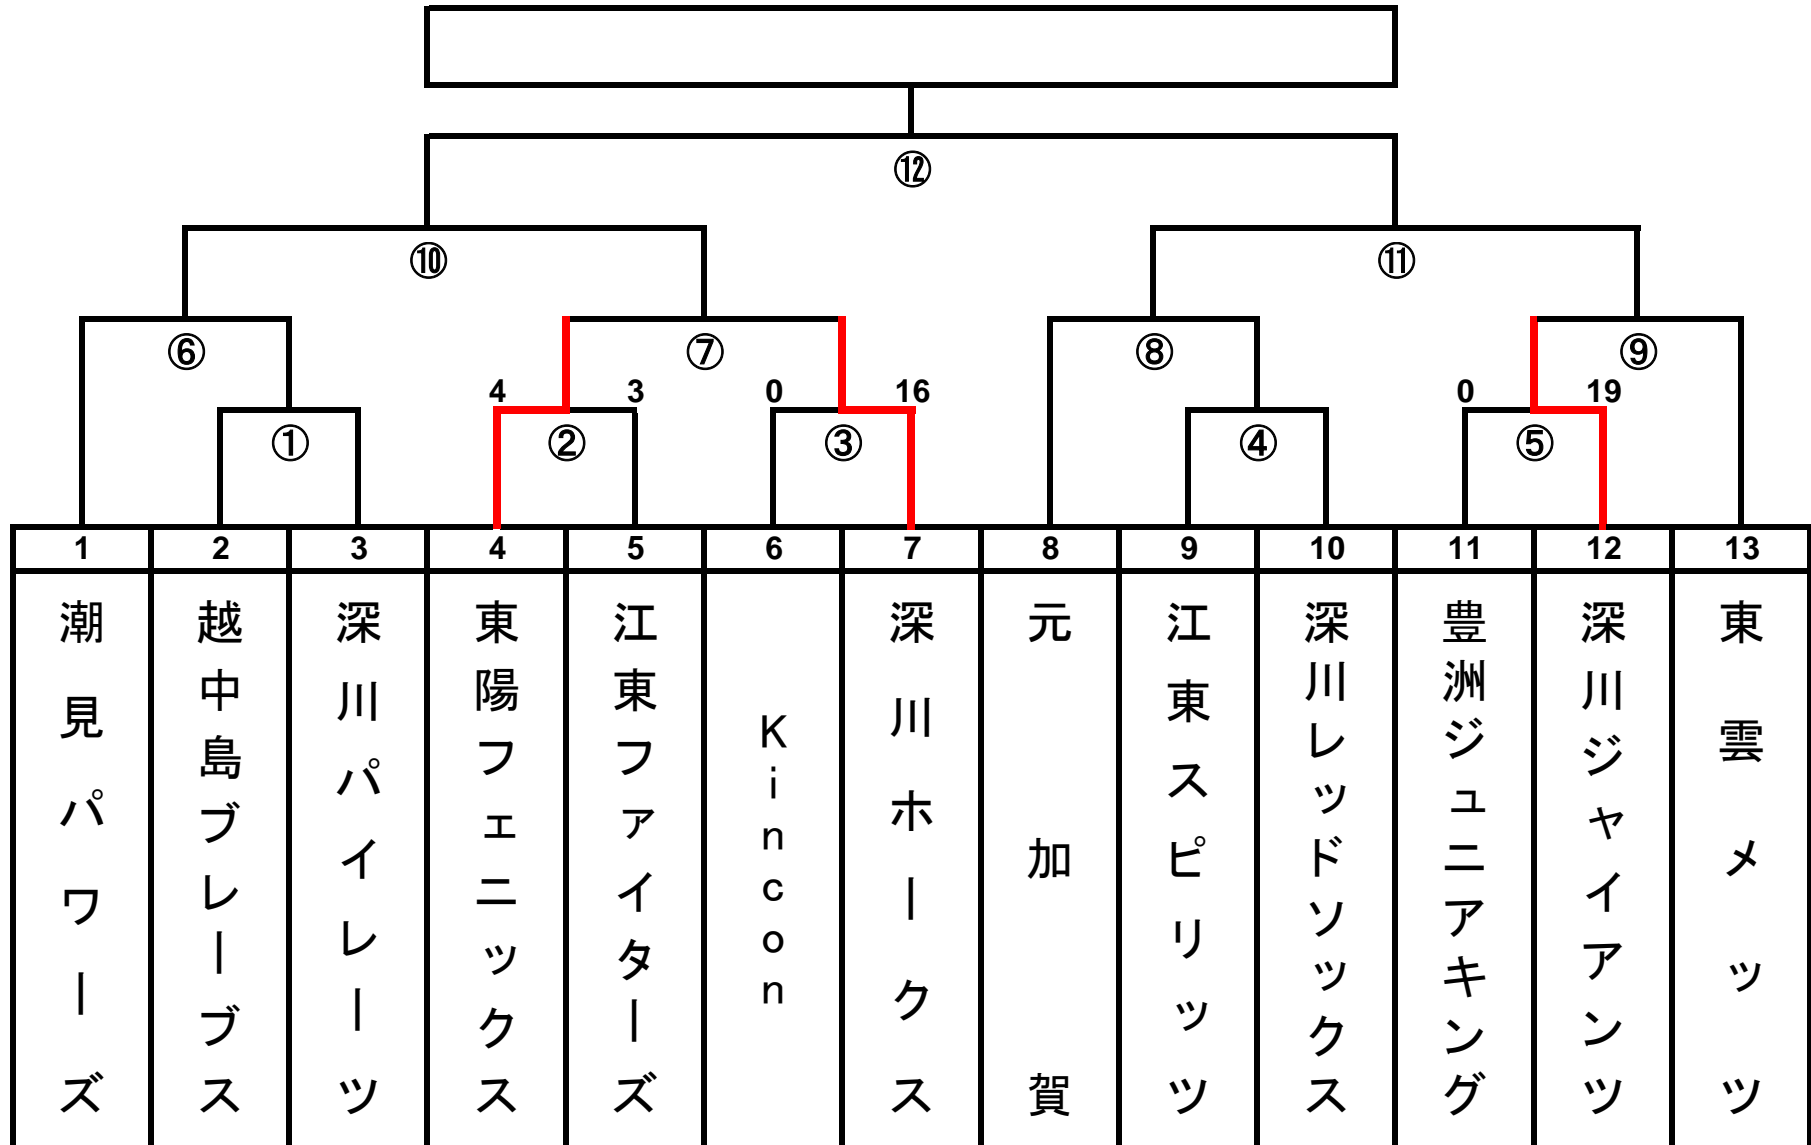 ⑫
⑩ ⑪
⑥ ⑦ ⑧ ⑨
4 3 0 16 0 19
① ② ③ ④ ⑤
1 2 3 4 5 6 7 8 9 10 11 12 13
潮見パワーズ
越中島ブレーブス
深川パイレーツ
東陽フェニックス
江東ファイターズ
Kincon
深川ホークス
元加賀
江東スピリッツ
深川レッドソックス
豊洲ジュニアキング
深川ジャイアンツ
東雲メッツ